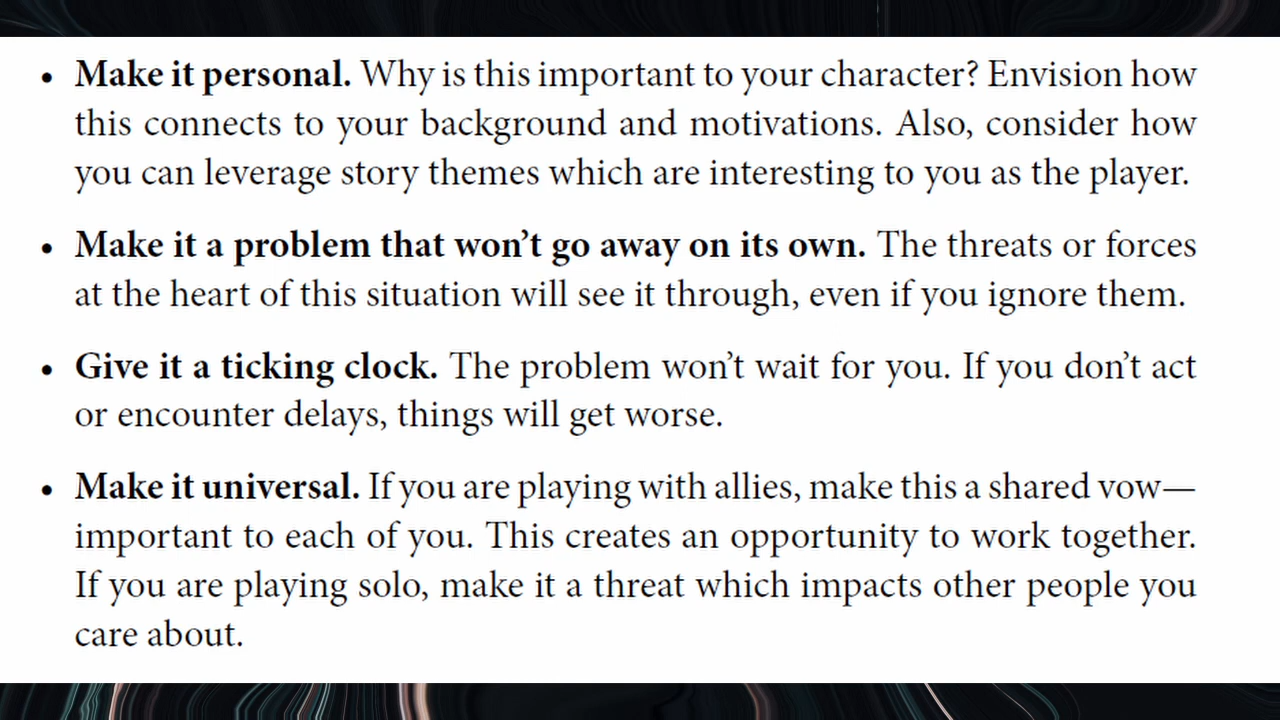 • Make it personal. Why is this important to your character? Envision how
this connects to your background and motivations. Also, consider how
you can leverage story themes which are interesting to you as the player.
• Make it a problem that won’t go away on its own. The threats or forces
at the heart of this situation will see it through, even if you ignore them.
• Give it a ticking clock. The problem won’t wait for you. If you don’t act
or encounter delays, things will get worse.
• Make it universal. If you are playing with allies, make this a shared vow—
important to each of you. This creates an opportunity to work together.
If you are playing solo, make it a threat which impacts other people you
care about.